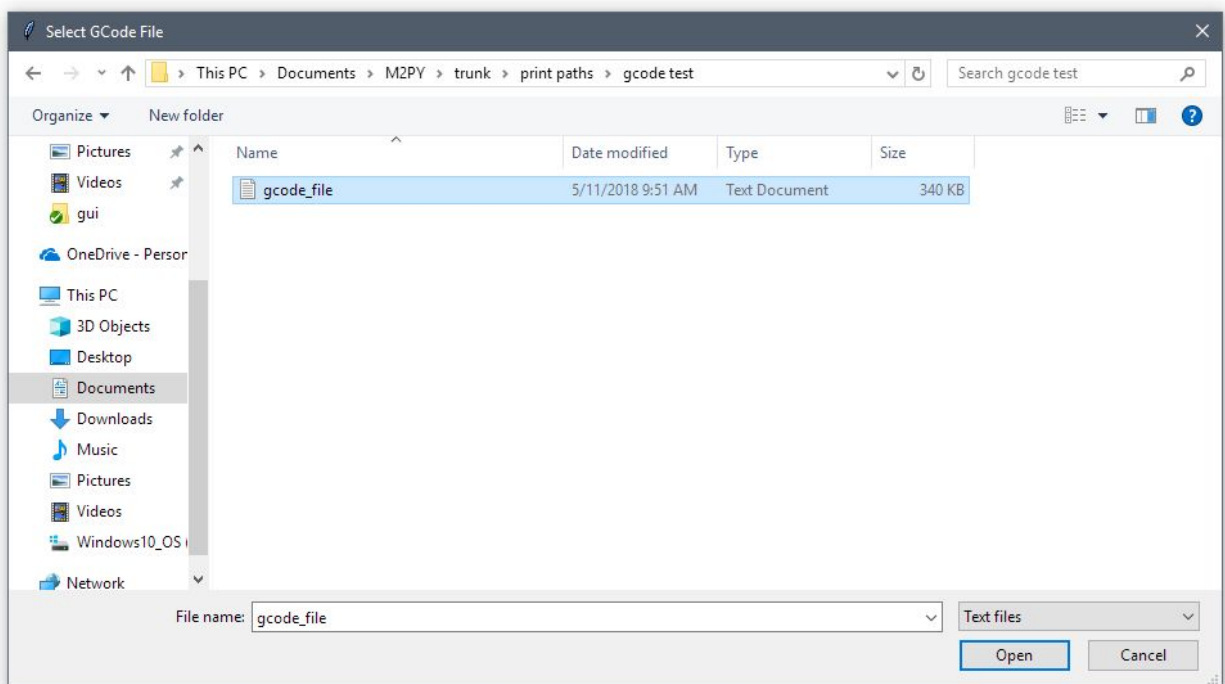 Select GCode File
This PC > Documents > M2PY > trunk > print paths > gcode test
Search gcode test
Organize
New folder
Name
Date modified
Type
Size
gcode_file
5/11/2018 9:51 AM
Text Document
340 KB
Pictures
Videos
gui
OneDrive - Person
This PC
3D Objects
Desktop
Documents
Downloads
Music
Pictures
Videos
Windows10_OS (
Network
File name:
gcode_file
Text files
Open
Cancel